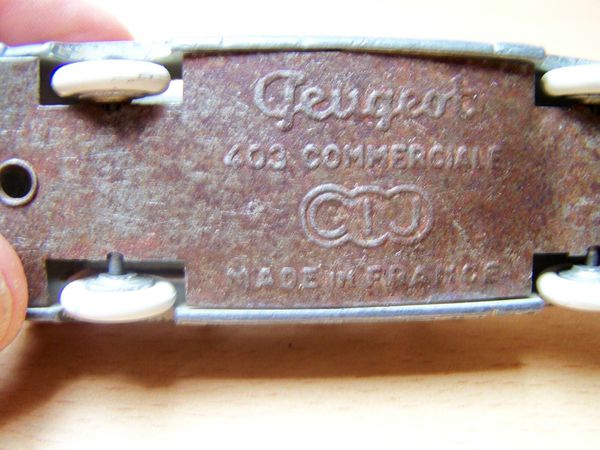 Peugeot
403 COMMERCIALE
CIJ
MADE in FRANCE